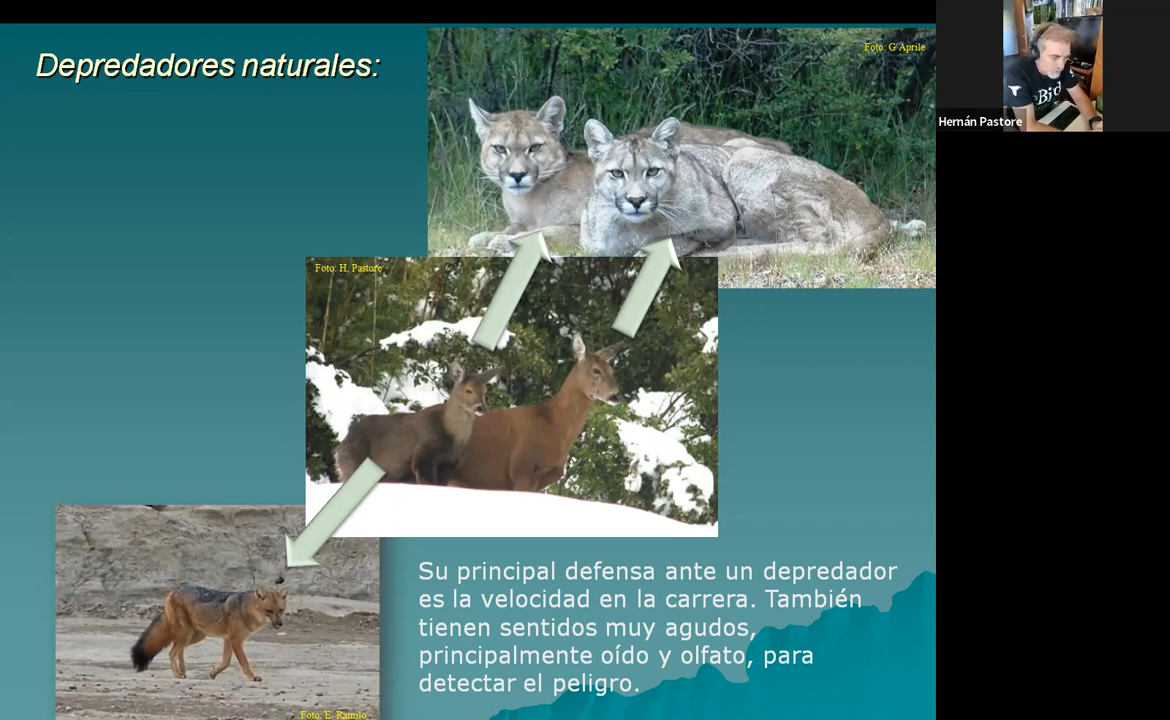 Depredadores naturales:
Foto: G Aprile
Hernán Pastore
Bid
Foto: H. Pastore
Su principal defensa ante un depredador
es la velocidad en la carrera. También
tienen sentidos muy agudos,
principalmente oído y olfato, para
detectar el peligro.
Foto: E. Ramilo